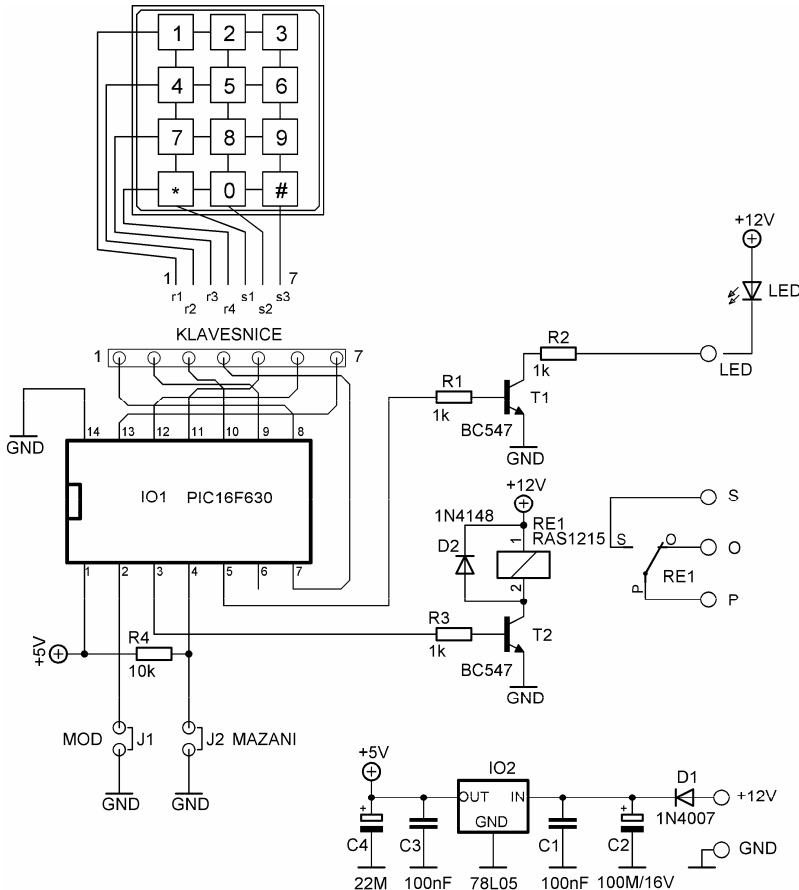 1 2 3
4 5 6
7 8 9
* 0 #
1 7
r1 r3 s1 s3
r2 r4 s2
KLAVESNICE
1 7
+12V
LED
R2
1k
LED
R1
1k
T1
BC547
GND
14 13 12 11 10 9 8
GND
IO1 PIC16F630
1 2 3 4 5 6 7
+12V
1N4148
RE1
RAS1215
D2
1
2
S
S
O
O
RE1
P
P
R3
1k
T2
BC547
GND
+5V
R4
10k
MOD J1
J2 MAZANI
GND
GND
+5V
IO2
OUT IN
GND
D1
+12V
1N4007
+
C4
C3
C1
+
C2
GND
22M
100nF
78L05
100nF
100M/16V